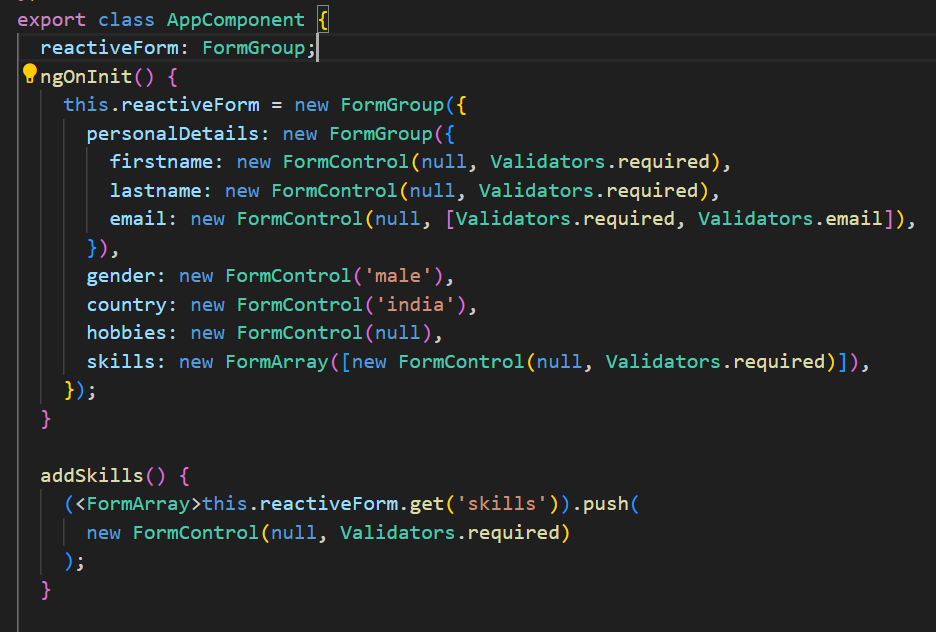 export class AppComponent {
reactiveForm: FormGroup;
ngOnInit() {
this.reactiveForm = new FormGroup({
personalDetails: new FormGroup({
firstname: new FormControl(null, Validators.required),
lastname: new FormControl(null, Validators.required),
email: new FormControl(null, [Validators.required, Validators.email]),
}),
gender: new FormControl('male'),
country: new FormControl('india'),
hobbies: new FormControl(null),
skills: new FormArray([new FormControl(null, Validators.required)]),
});
}
addSkills() {
(<FormArray>this.reactiveForm.get('skills')).push(
new FormControl(null, Validators.required)
);
}